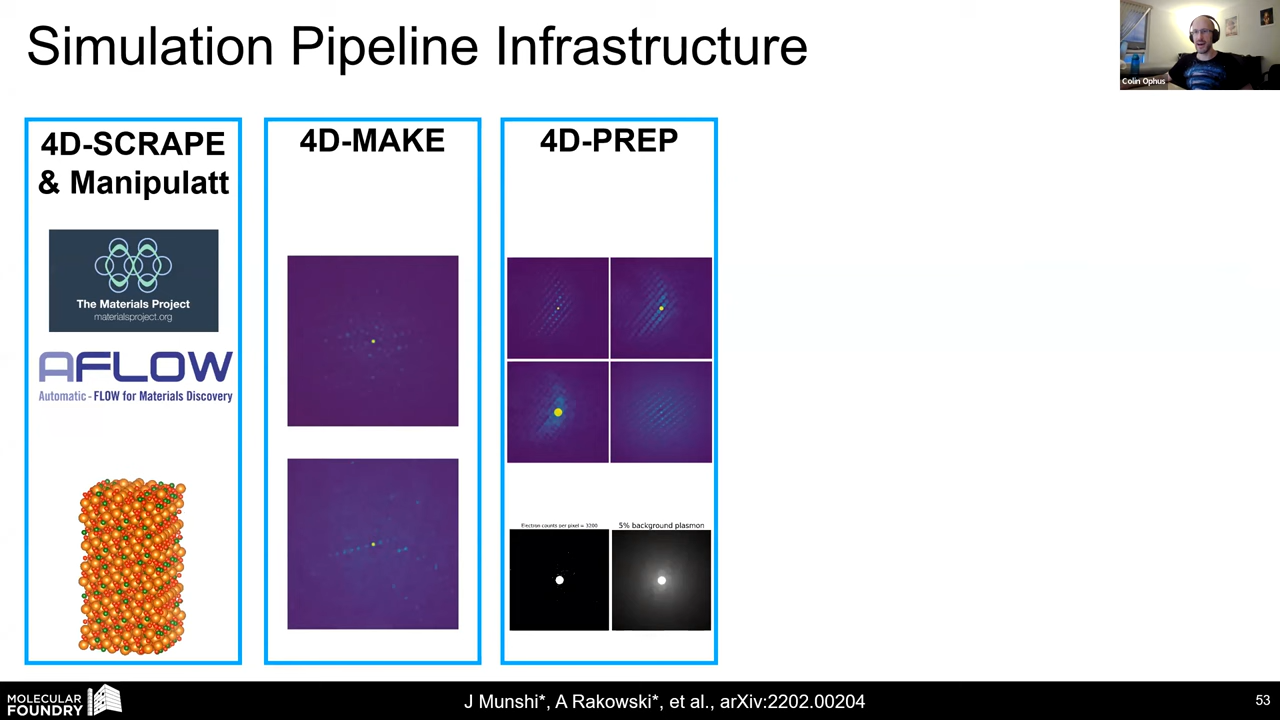 Simulation Pipeline Infrastructure
Colin Ophus
4D-SCRAPE
& Manipulatt
The Materials Project
materialsproject.org
AFLOW
Automatic - FLOW for Materials Discovery
4D-MAKE
4D-PREP
Electron counts per pixel = 3200
5% background plasmon
MOLECULAR
FOUNDRY
J Munshi*, A Rakowski*, et al., arXiv:2202.00204
53